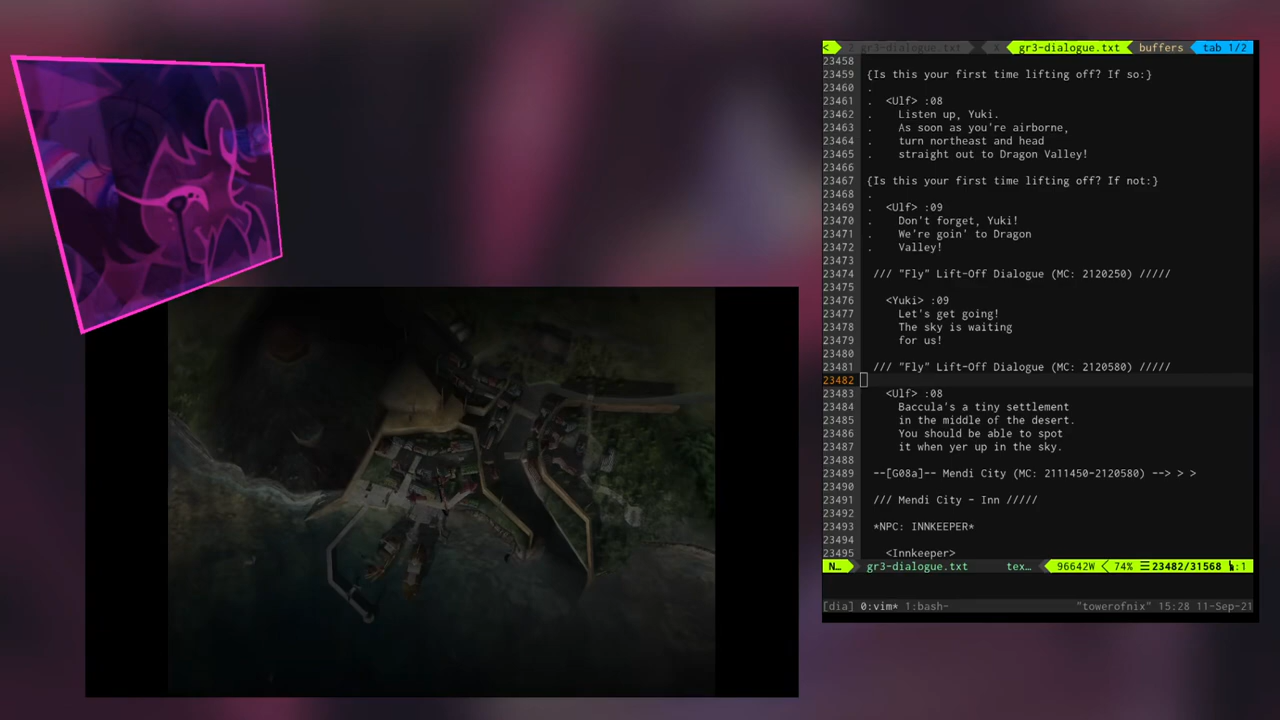 < 2 gr3-dialogue.txt X gr3-dialogue.txt buffers tab 1/2
23458
23459 {Is this your first time lifting off? If so:}
23460 .
23461 . <Ulf> :08
23462 . Listen up, Yuki.
23463 . As soon as you're airborne,
23464 . turn northeast and head
23465 . straight out to Dragon Valley!
23466
23467 {Is this your first time lifting off? If not:}
23468 .
23469 . <Ulf> :09
23470 . Don't forget, Yuki!
23471 . We're goin' to Dragon
23472 . Valley!
23473
23474 /// "Fly" Lift-Off Dialogue (MC: 2120250) /////
23475
23476 <Yuki> :09
23477 Let's get going!
23478 The sky is waiting
23479 for us!
23480
23481 /// "Fly" Lift-Off Dialogue (MC: 2120580) /////
23482
23483 <Ulf> :08
23484 Baccula's a tiny settlement
23485 in the middle of the desert.
23486 You should be able to spot
23487 it when yer up in the sky.
23488
23489 --[G08a]-- Mendi City (MC: 2111450-2120580) --> > >
23490
23491 /// Mendi City - Inn /////
23492
23493 *NPC: INNKEEPER*
23494
23495 <Innkeeper>
N… gr3-dialogue.txt tex… 96642W < 74% ☰ 23482/31568 :1
[dia] 0:vim* 1:bash- "towerofnix" 15:28 11-Sep-21